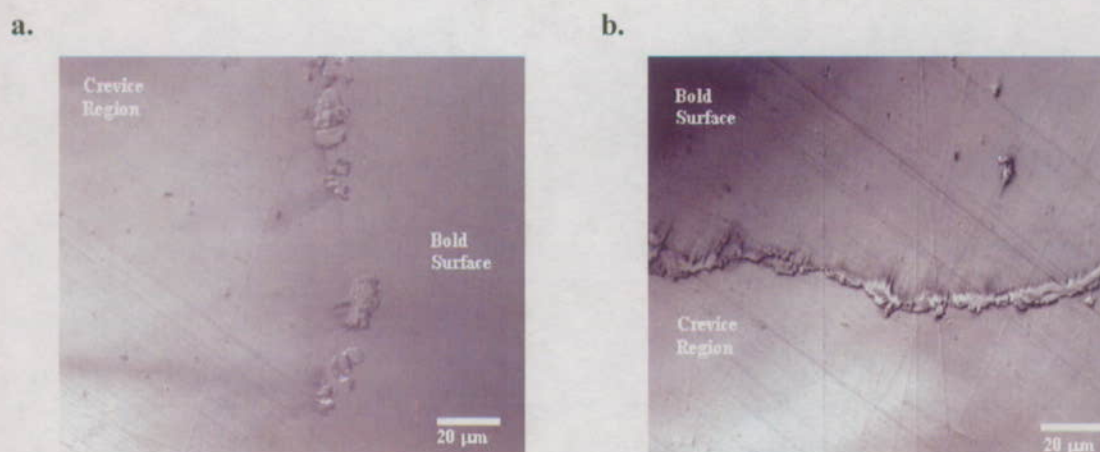 a.
b.
Crevice
Region
Bold
Surface
20 μm
Bold
Surface
Crevice
Region
20 μm